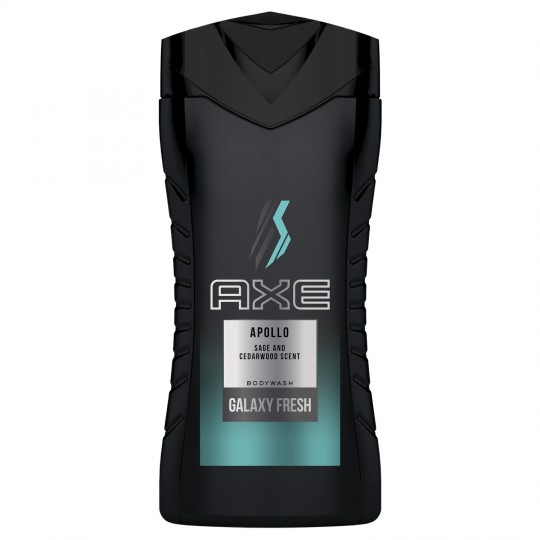 AXE
APOLLO
SAGE AND
CEDARWOOD SCENT
BODYWASH
GALAXY FRESH